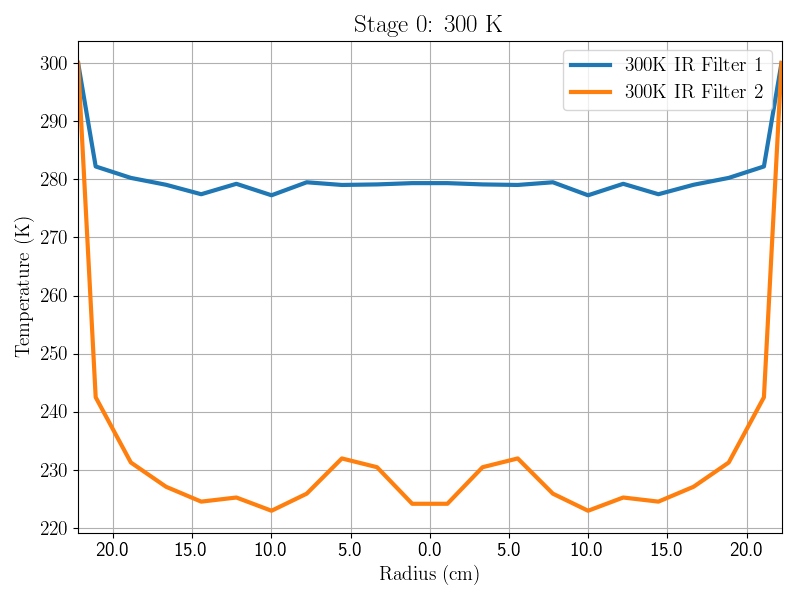 Stage 0: 300 K
300K IR Filter 1
300K IR Filter 2
Temperature (K)
300
290
280
270
260
250
240
230
220
20.0 15.0 10.0 5.0 0.0 5.0 10.0 15.0 20.0
Radius (cm)